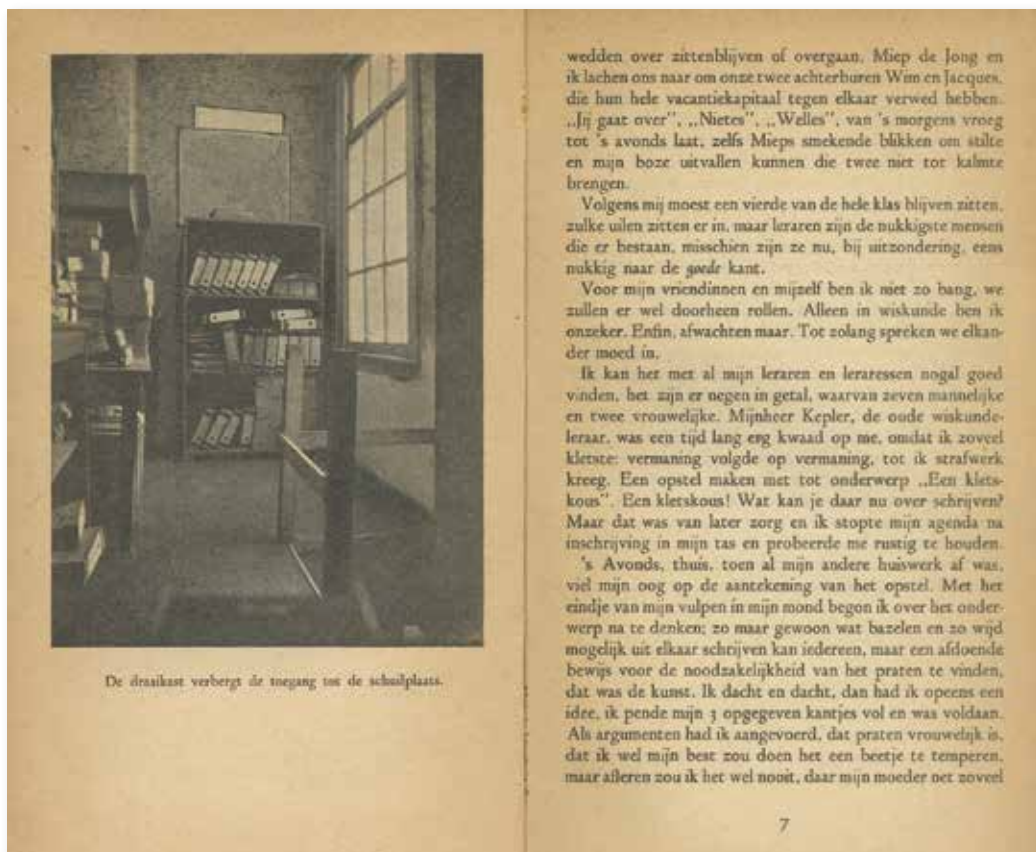 De draaikast verbergt de toegang tot de schuilplaats.
wedden over zittenblijven of overgaan. Miep de Jong en
ik lachen ons naar om onze twee achterburen Wim en Jacques,
die hun hele vacantiekapitaal tegen elkaar verwed hebben.
„Jij gaat over”, „Nietes”, „Welles”, van 's morgens vroeg
tot 's avonds laat, zelfs Mieps smekende blikken om stilte
en mijn boze uitvallen kunnen die twee niet tot kalmte
brengen.
Volgens mij moest een vierde van de hele klas blijven zitten,
zulke uilen zitten er in, maar leraren zijn de nukkigste mensen
die er bestaan, misschien zijn ze nu, bij uitzondering, eens
nukkig naar de goede kant.
Voor mijn vriendinnen en mijzelf ben ik niet zo bang, we
zullen er wel doorheen rollen. Alleen in wiskunde ben ik
onzeker. Enfin, afwachten maar. Tot zolang spreken we elkan-
der moed in.
Ik kan het met al mijn leraren en leraressen nogal goed
vinden, het zijn er negen in getal, waarvan zeven mannelijke
en twee vrouwelijke. Mijnheer Kepler, de oude wiskunde-
leraar, was een tijd lang erg kwaad op me, omdat ik zoveel
kletste: vermaning volgde op vermaning, tot ik strafwerk
kreeg. Een opstel maken met tot onderwerp „Een klets-
kous”. Een kletskous! Wat kan je daar nu over schrijven?
Maar dat was van later zorg en ik stopte mijn agenda na
inschrijving in mijn tas en probeerde me rustig te houden.
's Avonds, thuis, toen al mijn andere huiswerk af was,
viel mijn oog op de aantekening van het opstel. Met het
eindje van mijn vulpen in mijn mond begon ik over het onder-
werp na te denken; zo maar gewoon wat bazelen en zo wijd
mogelijk uit elkaar schrijven kan iedereen, maar een afdoende
bewijs voor de noodzakelijkheid van het praten te vinden,
dat was de kunst. Ik dacht en dacht, dan had ik opeens een
idee, ik pende mijn 3 opgegeven kantjes vol en was voldaan.
Als argumenten had ik aangevoerd, dat praten vrouwelijk is,
dat ik wel mijn best zou doen het een beetje te temperen,
maar afleren zou ik het wel nooit, daar mijn moeder net zoveel
7